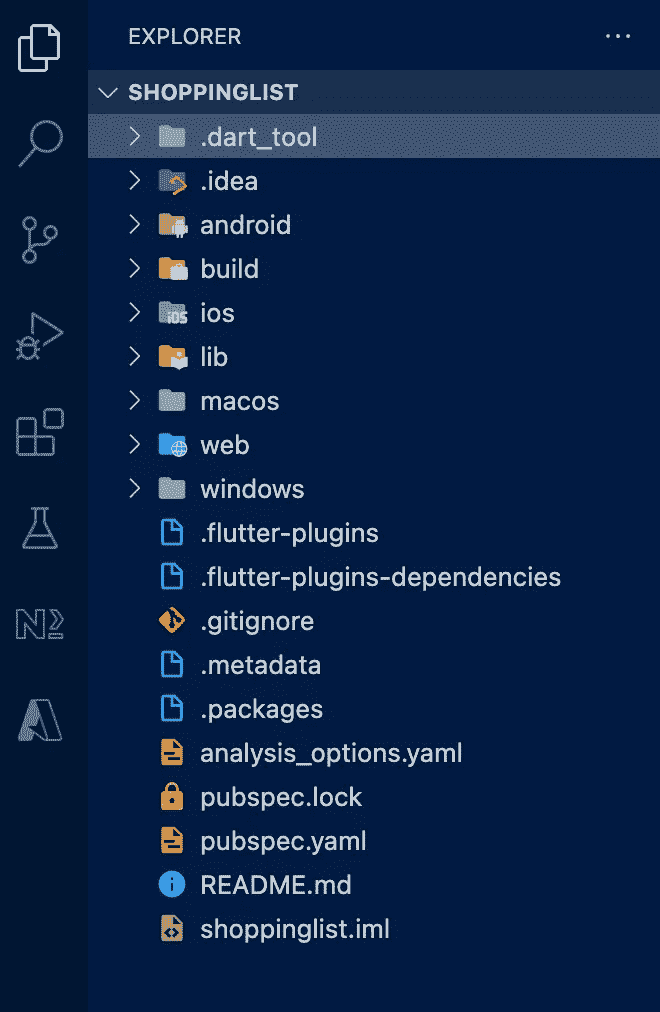 EXPLORER
SHOPPINGLIST
.dart_tool
.idea
android
build
iOS
ios
lib
macos
web
windows
.flutter-plugins
.flutter-plugins-dependencies
.gitignore
.metadata
.packages
analysis_options.yaml
pubspec.lock
pubspec.yaml
README.md
shoppinglist.iml